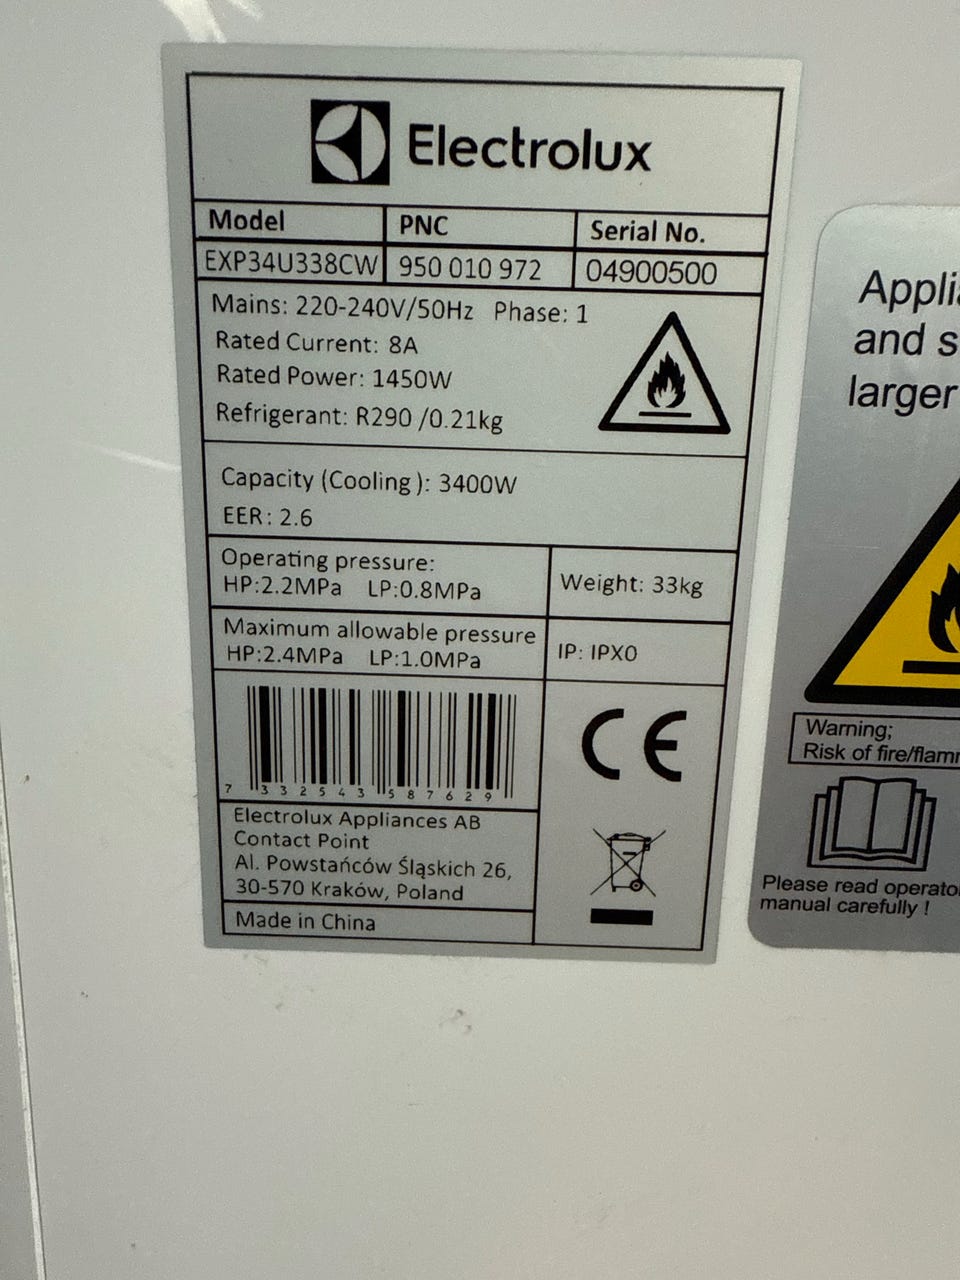 Electrolux
Model PNC Serial No.
EXP34U338CW 950 010 972 04900500
Mains: 220-240V/50Hz Phase: 1
Rated Current: 8A
Rated Power: 1450W
Refrigerant: R290 /0.21kg
Capacity (Cooling): 3400W
EER: 2.6
Operating pressure:
HP:2.2MPa LP:0.8MPa
Weight: 33kg
Maximum allowable pressure
HP:2.4MPa LP:1.0MPa
IP: IPX0
7 332543 587629
CE
Electrolux Appliances AB
Contact Point
Al. Powstańców Śląskich 26,
30-570 Kraków, Poland
Made in China
and
larger
Warning;
Risk of
Please read
manual carefully !